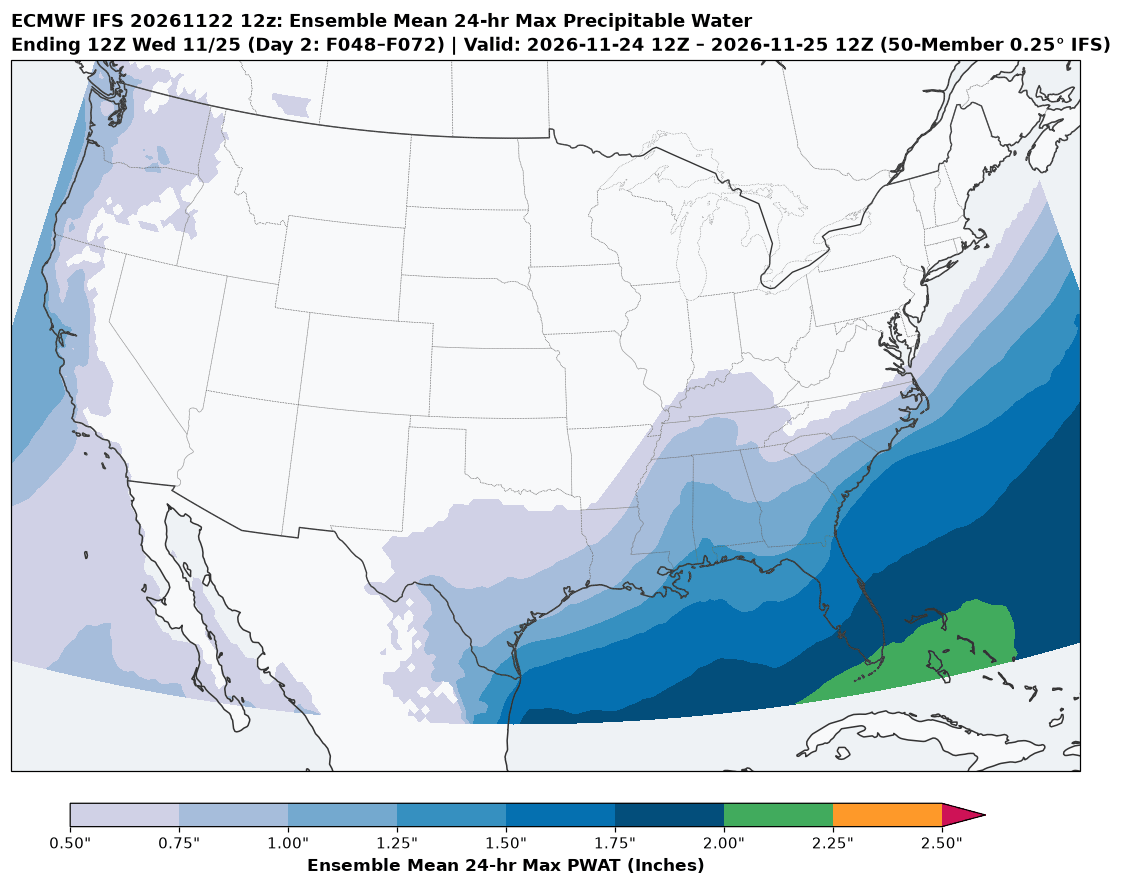 ECMWF IFS 20261122 12z: Ensemble Mean 24-hr Max Precipitable Water
Ending 12Z Wed 11/25 (Day 2: F048–F072) | Valid: 2026-11-24 12Z – 2026-11-25 12Z (50-Member 0.25° IFS)
0.50" 0.75" 1.00" 1.25" 1.50" 1.75" 2.00" 2.25" 2.50"
Ensemble Mean 24-hr Max PWAT (Inches)